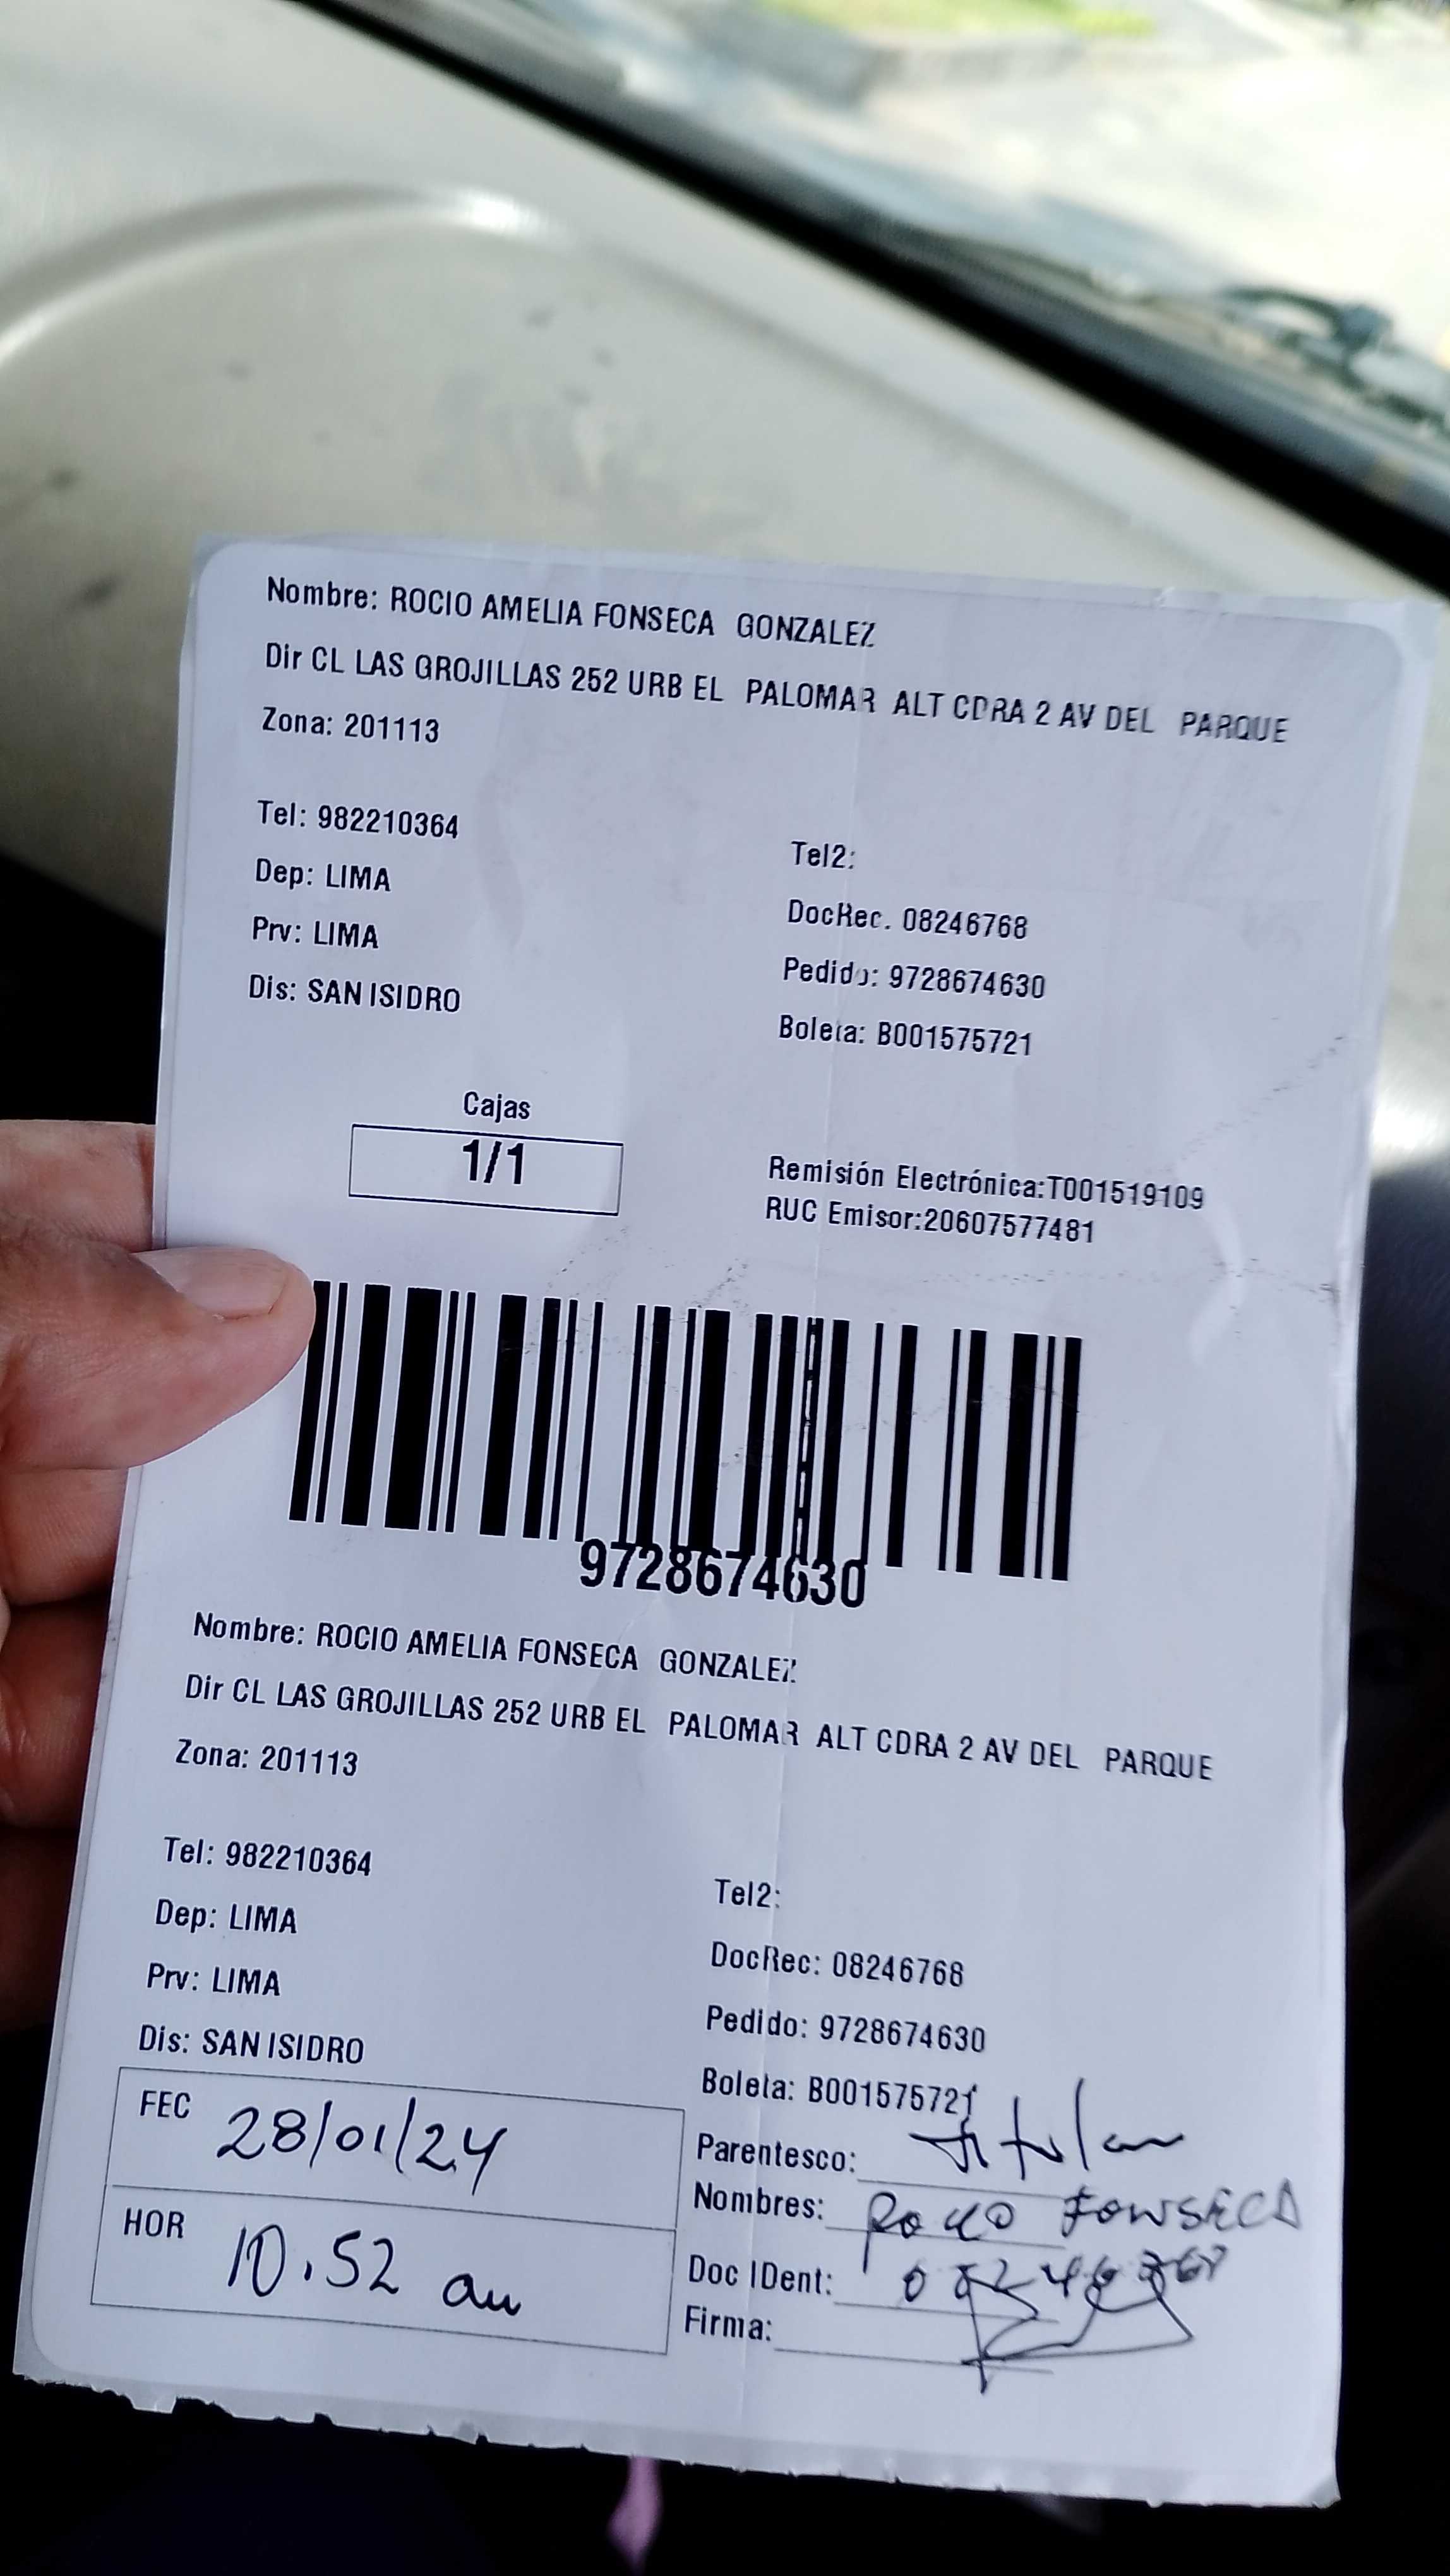 Nombre: ROCIO AMELIA FONSECA GONZALEZ
Dir CL LAS GROJILLAS 252 URB EL PALOMAR ALT CDRA 2 AV DEL PARQUE
Zona: 201113
Tel: 982210364
Tel2:
Dep: LIMA
DocRec. 08246768
Prv: LIMA
Pedido: 9728674630
Dis: SAN ISIDRO
Boleta: B001575721
Cajas
1/1
Remisión Electrónica:T001519109
RUC Emisor:20607577481
9728674630
Nombre: ROCIO AMELIA FONSECA GONZALEZ
Dir CL LAS GROJILLAS 252 URB EL PALOMAR ALT CDRA 2 AV DEL PARQUE
Zona: 201113
Tel: 982210364
Tel2:
Dep: LIMA
DocRec: 08246768
Prv: LIMA
Pedido: 9728674630
Dis: SAN ISIDRO
Boleta: B001575721
FEC 28/01/24
Parentesco: titular
Nombres: Rocio FONSECA
HOR 10.52 am
Doc IDent:
Firma: